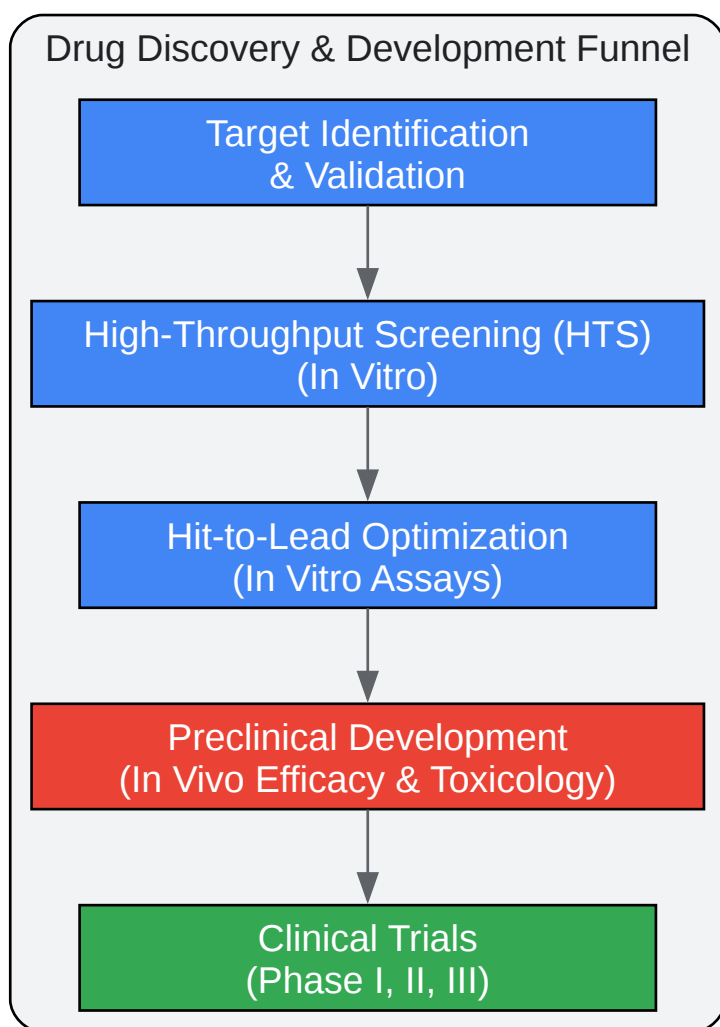 Drug Discovery & Development Funnel
Target Identification
& Validation
High-Throughput Screening (HTS)
(In Vitro)
Hit-to-Lead Optimization
(In Vitro Assays)
Preclinical Development
(In Vivo Efficacy & Toxicology)
Clinical Trials
(Phase I, II, III)